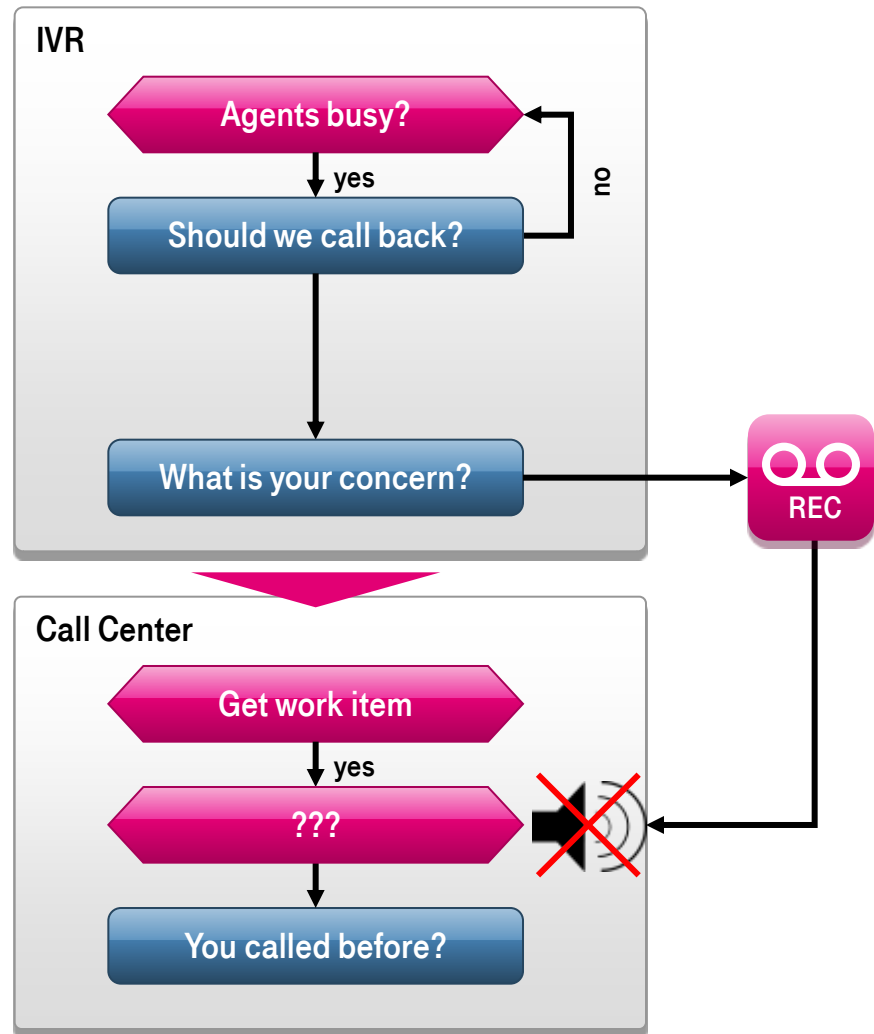 IVR
Agents busy?
yes
no
Should we call back?
What is your concern?
REC
Call Center
Get work item
yes
???
You called before?